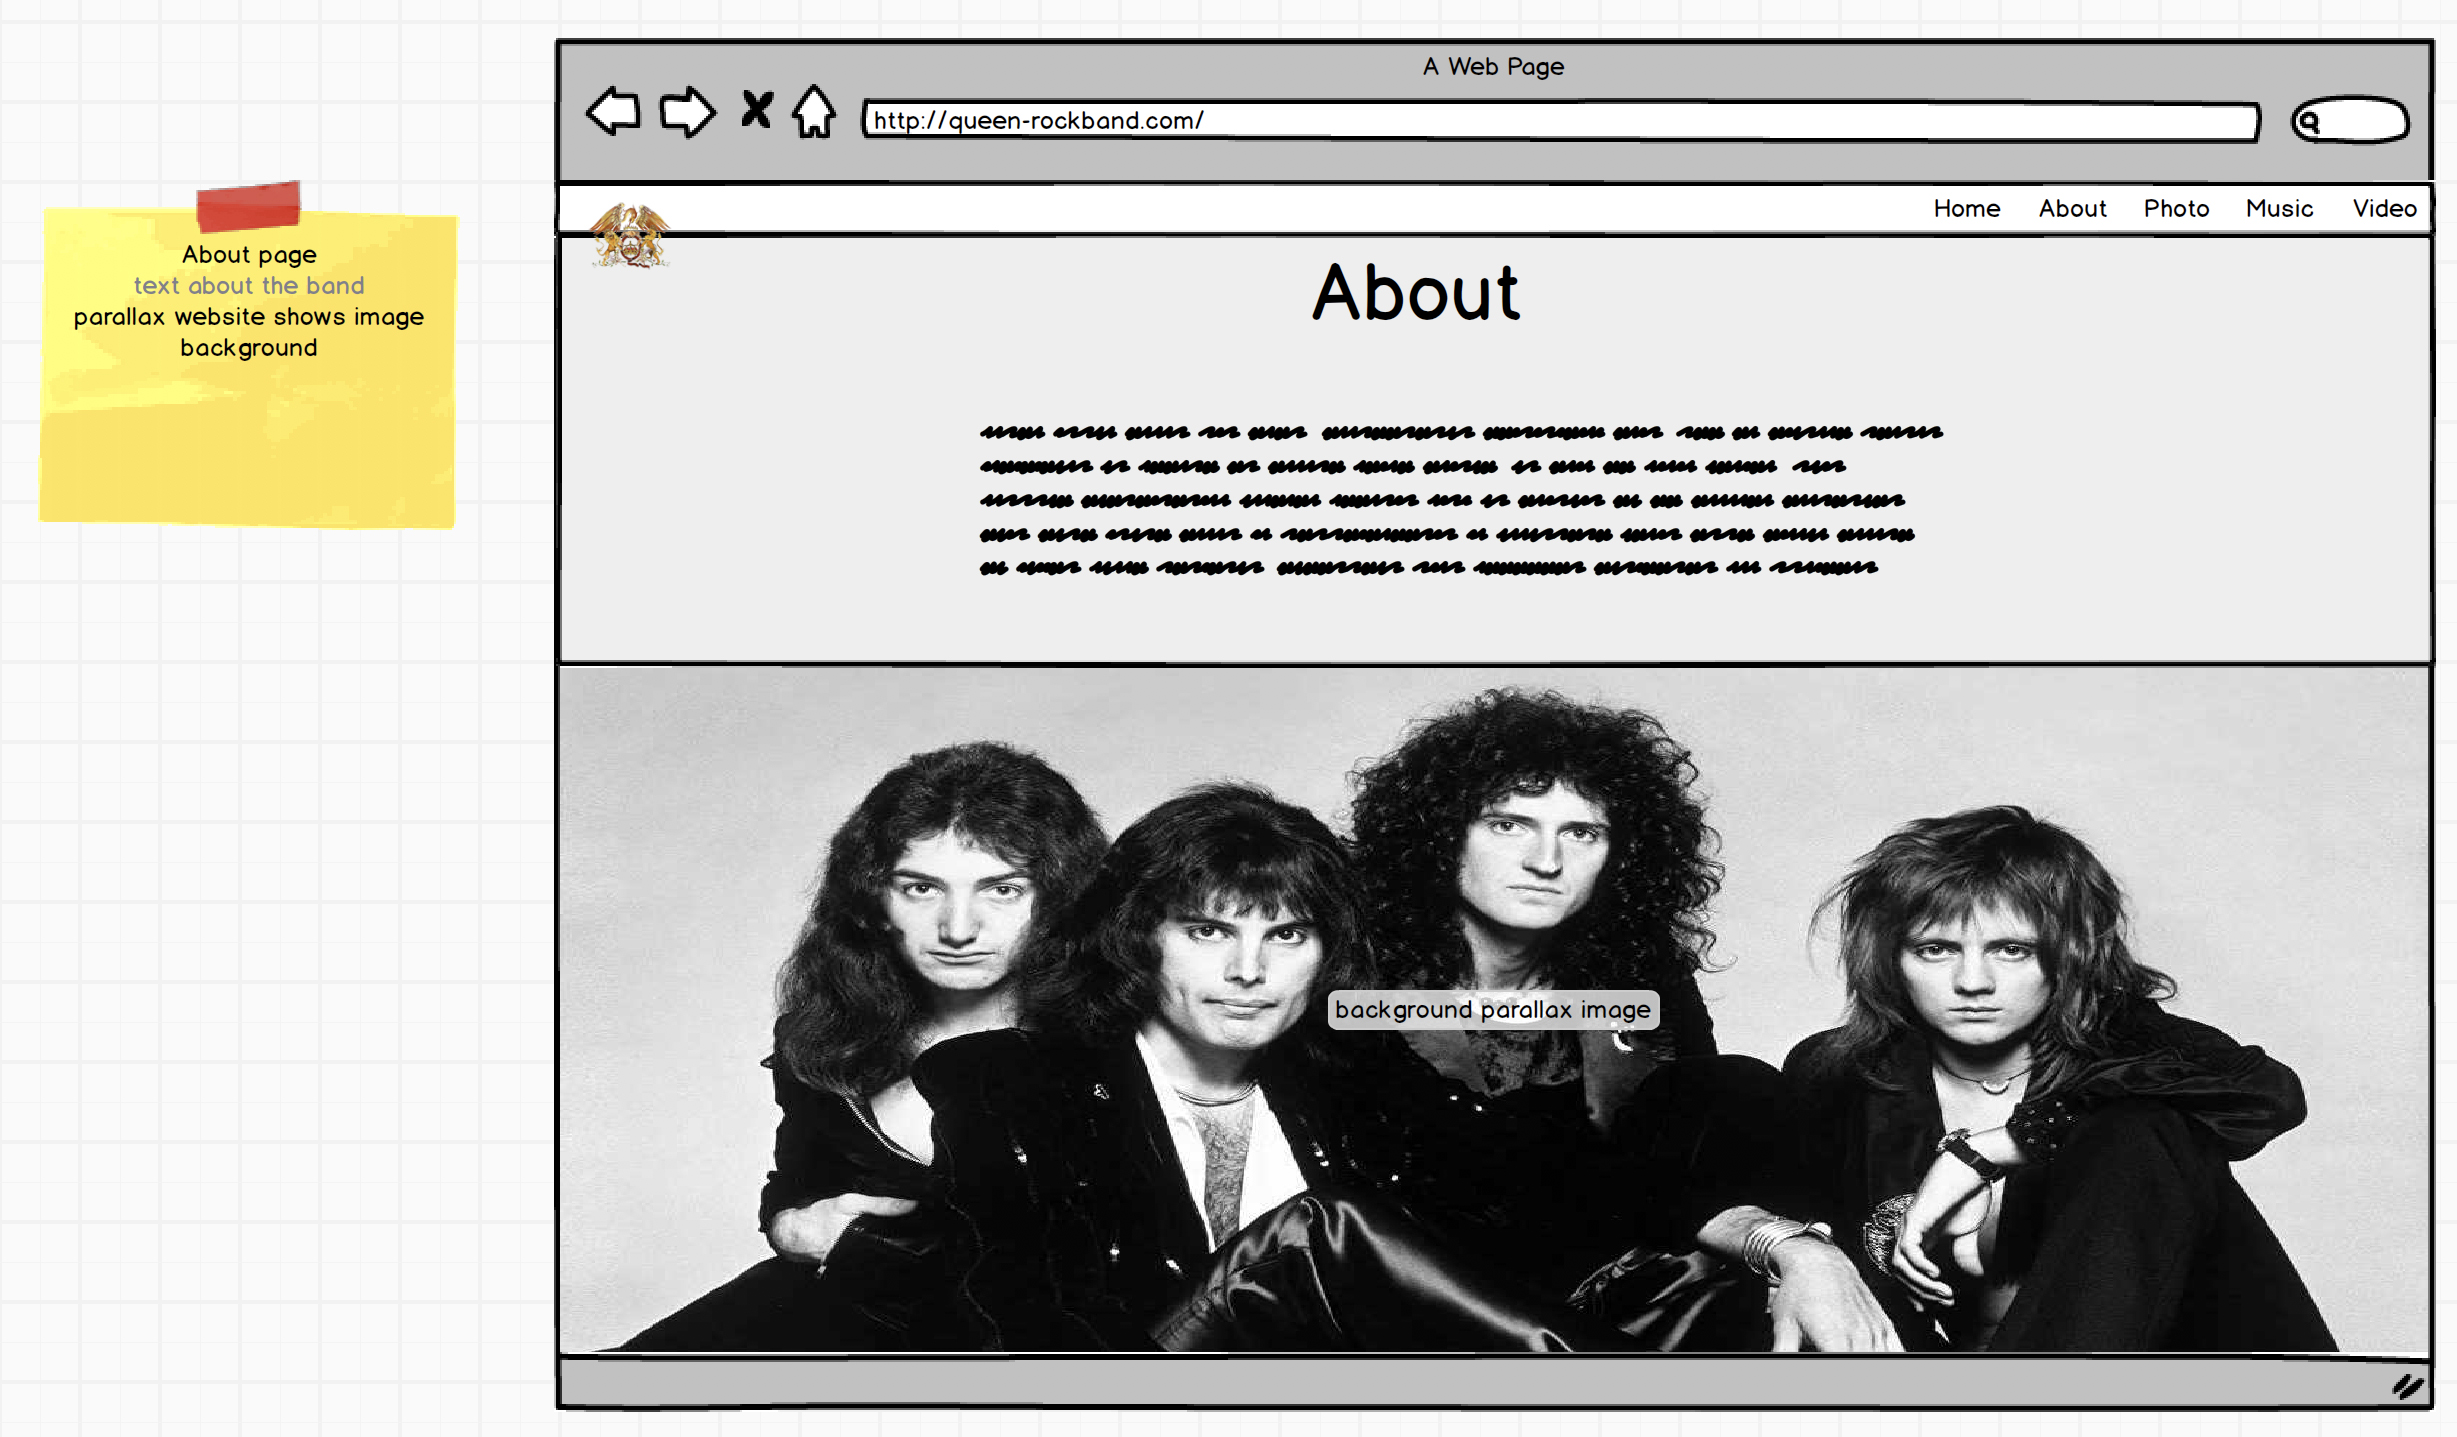 A Web Page
http://queen-rockband.com/
Home About Photo Music Video
About page
text about the band
parallax website shows image
background
About
background parallax image